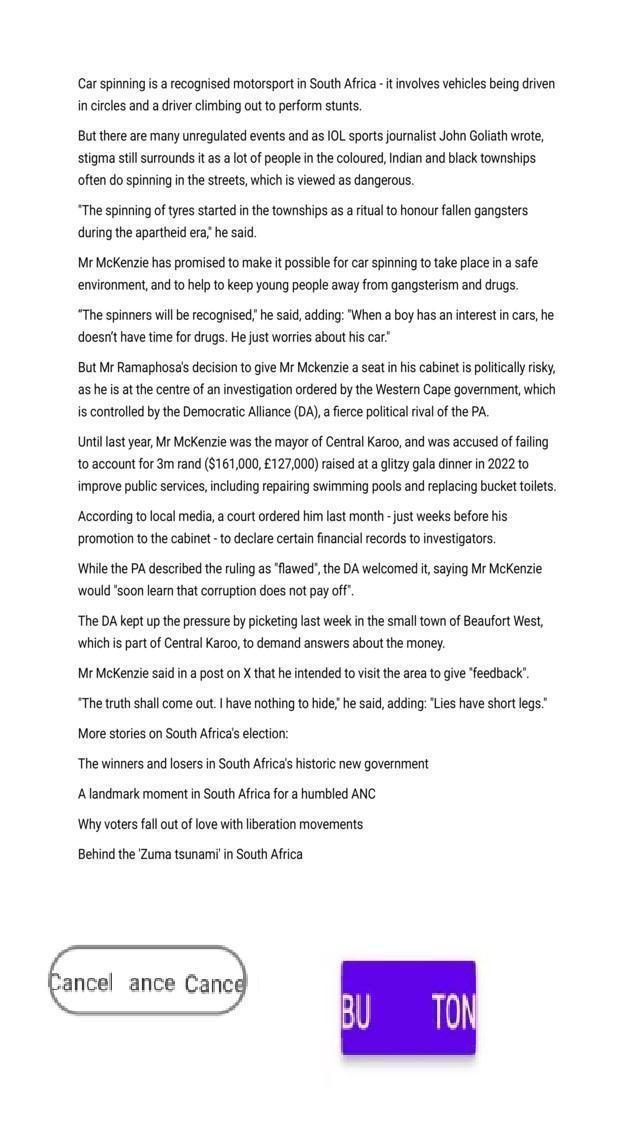 Car spinning is a recognised motorsport in South Africa - it involves vehicles being driven
in circles and a driver climbing out to perform stunts.
But there are many unregulated events and as IOL sports journalist John Goliath wrote,
stigma still surrounds it as a lot of people in the coloured, Indian and black townships
often do spinning in the streets, which is viewed as dangerous.
"The spinning of tyres started in the townships as a ritual to honour fallen gangsters
during the apartheid era," he said.
Mr McKenzie has promised to make it possible for car spinning to take place in a safe
environment, and to help to keep young people away from gangsterism and drugs.
“The spinners will be recognised," he said, adding: "When a boy has an interest in cars, he
doesn’t have time for drugs. He just worries about his car."
But Mr Ramaphosa's decision to give Mr Mckenzie a seat in his cabinet is politically risky,
as he is at the centre of an investigation ordered by the Western Cape government, which
is controlled by the Democratic Alliance (DA), a fierce political rival of the PA.
Until last year, Mr McKenzie was the mayor of Central Karoo, and was accused of failing
to account for 3m rand ($161,000, £127,000) raised at a glitzy gala dinner in 2022 to
improve public services, including repairing swimming pools and replacing bucket toilets.
According to local media, a court ordered him last month - just weeks before his
promotion to the cabinet - to declare certain financial records to investigators.
While the PA described the ruling as "flawed", the DA welcomed it, saying Mr McKenzie
would "soon learn that corruption does not pay off".
The DA kept up the pressure by picketing last week in the small town of Beaufort West,
which is part of Central Karoo, to demand answers about the money.
Mr McKenzie said in a post on X that he intended to visit the area to give "feedback".
"The truth shall come out. I have nothing to hide," he said, adding: "Lies have short legs."
More stories on South Africa's election:
The winners and losers in South Africa's historic new government
A landmark moment in South Africa for a humbled ANC
Why voters fall out of love with liberation movements
Behind the 'Zuma tsunami' in South Africa
Cancel ance Cance
BU TON